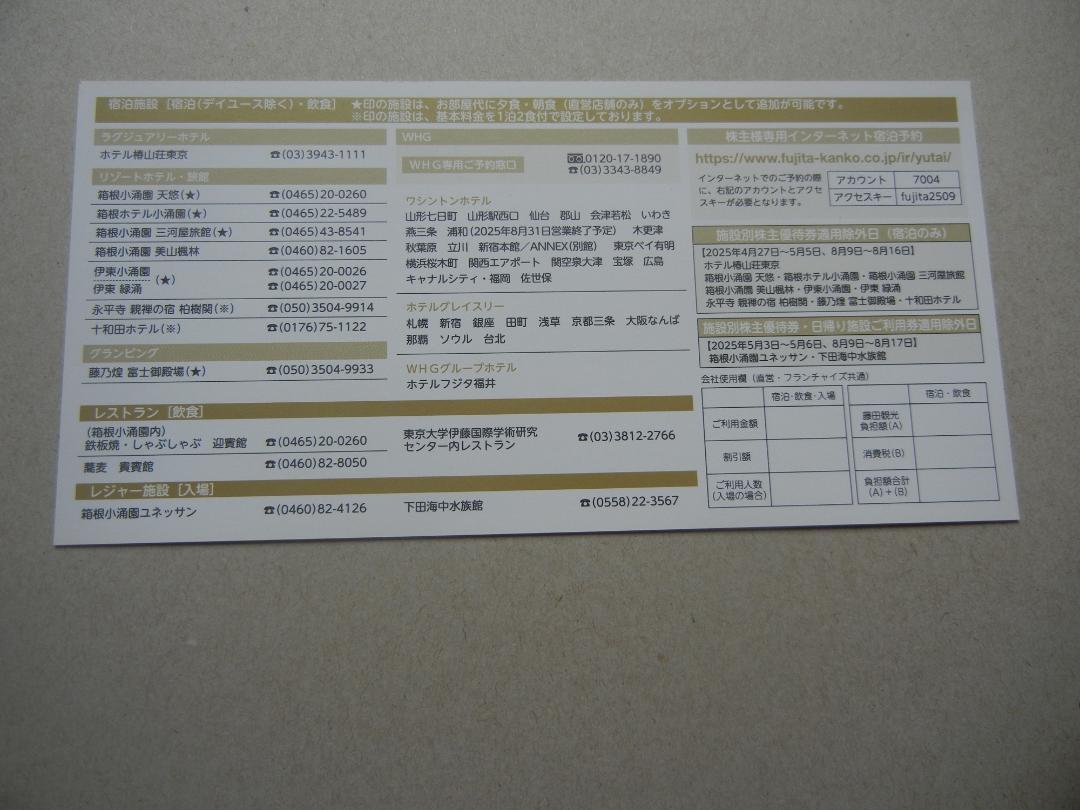 宿泊施設［宿泊(デイユース除く)・飲食］ ★印の施設は、お部屋代に夕食・朝食（直営店舗のみ）をオプションとして追加が可能です。
※印の施設は、基本料金を1泊2食付で設定しております。
ラグジュアリーホテル
ホテル椿山荘東京 ☎(03)3943-1111
リゾートホテル・旅館
箱根小涌園 天悠(★) ☎(0465)20-0260
箱根ホテル小涌園(★) ☎(0465)22-5489
箱根小涌園 三河屋旅館(★) ☎(0465)43-8541
箱根小涌園 美山楓林 ☎(0460)82-1605
伊東小涌園 ☎(0465)20-0026
(★)
伊東 緑涌 ☎(0465)20-0027
永平寺 親禅の宿 柏樹関(※) ☎(050)3504-9914
十和田ホテル(※) ☎(0176)75-1122
グランピング
藤乃煌 富士御殿場(★) ☎(050)3504-9933
WHG
WHG専用ご予約窓口
0120-17-1890
☎(03)3343-8849
ワシントンホテル
山形七日町 山形駅西口 仙台 郡山 会津若松 いわき
燕三条 浦和(2025年8月31日営業終了予定) 木更津
秋葉原 立川 新宿本館／ANNEX(別館) 東京ベイ有明
横浜桜木町 関西エアポート 関空泉大津 宝塚 広島
キャナルシティ・福岡 佐世保
ホテルグレイスリー
札幌 新宿 銀座 田町 浅草 京都三条 大阪なんば
那覇 ソウル 台北
WHGグループホテル
ホテルフジタ福井
レストラン［飲食］
（箱根小涌園内）
鉄板焼・しゃぶしゃぶ 迎賓館 ☎(0465)20-0260
蕎麦 貴賓館 ☎(0460)82-8050
東京大学伊藤国際学術研究
センター内レストラン ☎(03)3812-2766
レジャー施設［入場］
箱根小涌園ユネッサン ☎(0460)82-4126
下田海中水族館 ☎(0558)22-3567
株主様専用インターネット宿泊予約
https://www.fujita-kanko.co.jp/ir/yutai/
インターネットでのご予約の際
に、右記のアカウントとアクセ
スキーが必要となります。
アカウント 7004
アクセスキー fujita2509
施設別株主優待券適用除外日（宿泊のみ）
【2025年4月27日～5月5日、8月9日～8月16日】
ホテル椿山荘東京
箱根小涌園 天悠・箱根ホテル小涌園・箱根小涌園 三河屋旅館
箱根小涌園 美山楓林・伊東小涌園・伊東 緑涌
永平寺 親禅の宿 柏樹関・藤乃煌 富士御殿場・十和田ホテル
施設別株主優待券・日帰り施設ご利用券適用除外日
【2025年5月3日～5月6日、8月9日～8月17日】
箱根小涌園ユネッサン・下田海中水族館
会社使用欄（直営・フランチャイズ共通）
宿泊・飲食・入場
ご利用金額
割引額
ご利用人数
(入場の場合)
宿泊・飲食
藤田観光
負担額(A)
消費税(B)
負担額合計
(A)+(B)